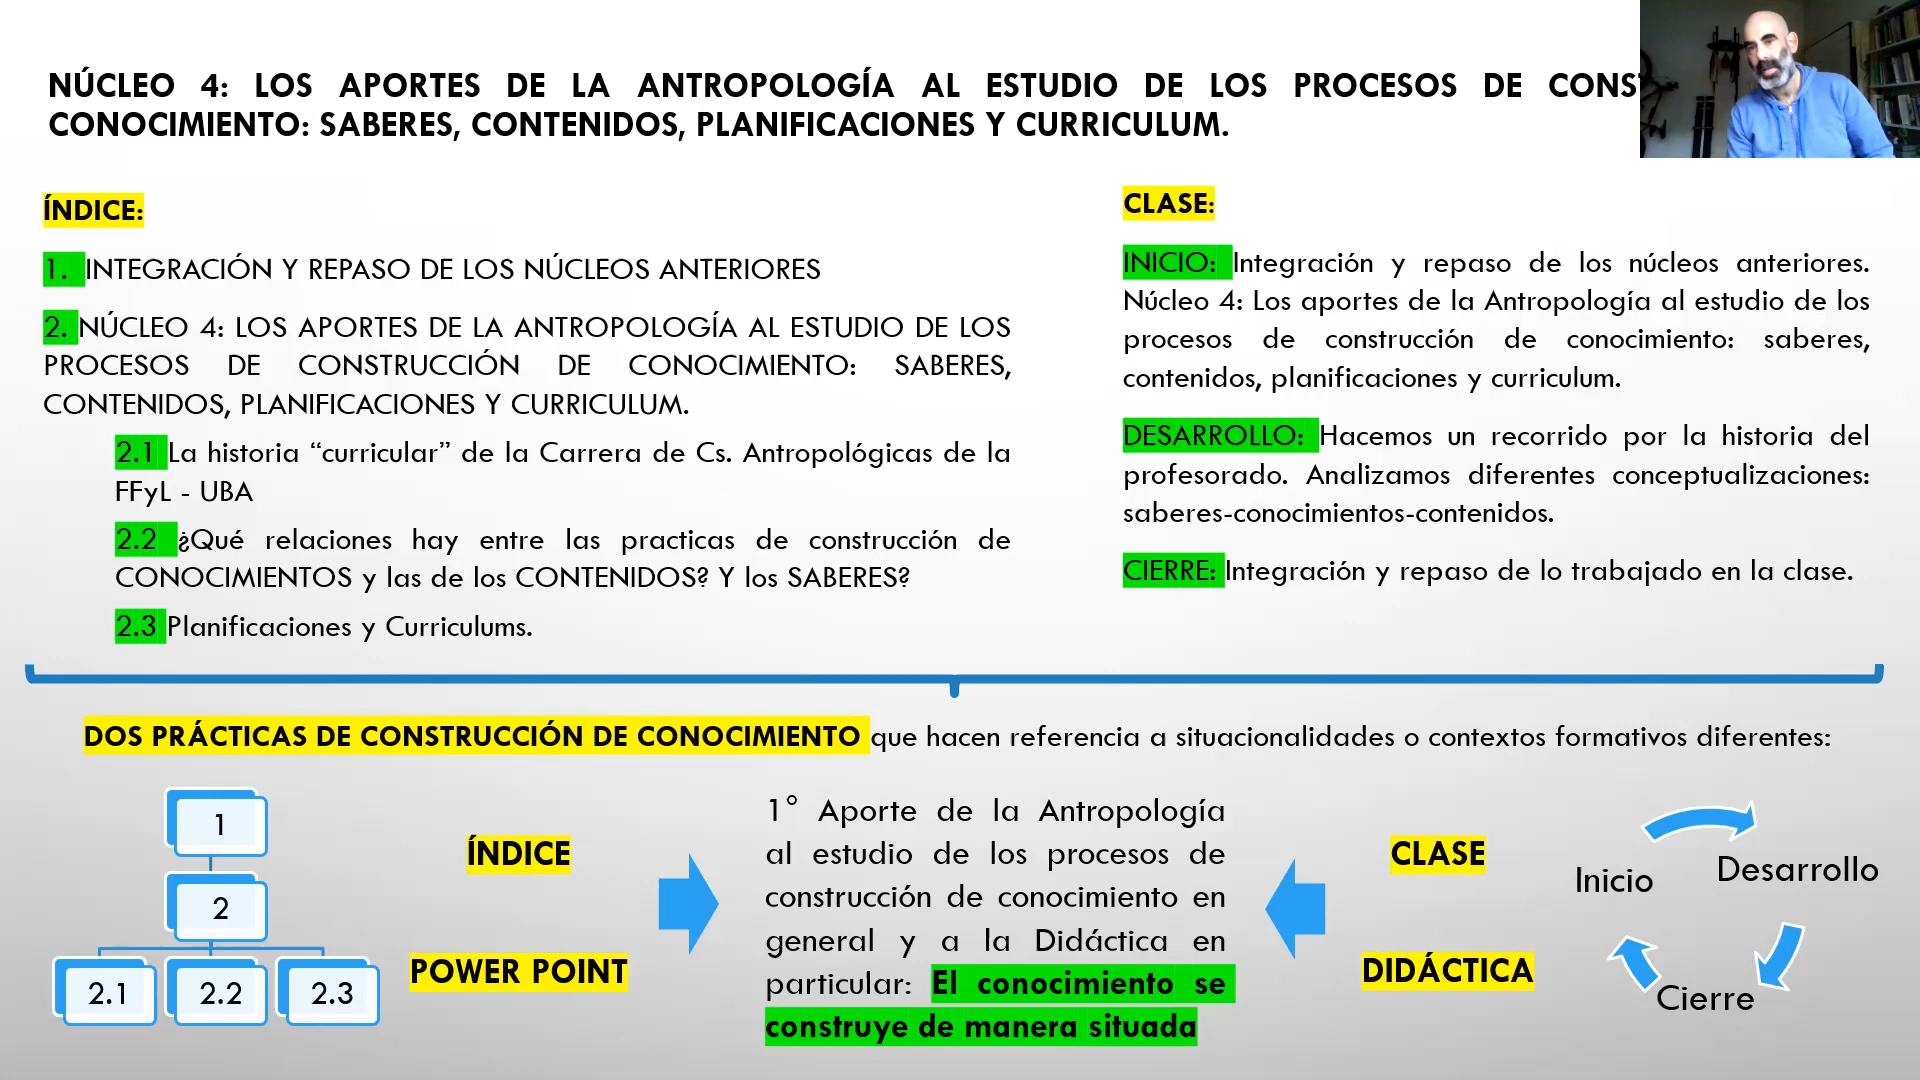 NÚCLEO 4: LOS APORTES DE LA ANTROPOLOGÍA AL ESTUDIO DE LOS PROCESOS DE
CONOCIMIENTO: SABERES, CONTENIDOS, PLANIFICACIONES Y CURRICULUM.
ÍNDICE:
1. INTEGRACIÓN Y REPASO DE LOS NÚCLEOS ANTERIORES
2. NÚCLEO 4: LOS APORTES DE LA ANTROPOLOGÍA AL ESTUDIO DE LOS
PROCESOS DE CONSTRUCCIÓN DE CONOCIMIENTO: SABERES,
CONTENIDOS, PLANIFICACIONES Y CURRICULUM.
2.1 La historia “curricular” de la Carrera de Cs. Antropológicas de la
FFyL - UBA
2.2 ¿Qué relaciones hay entre las practicas de construcción de
CONOCIMIENTOS y las de los CONTENIDOS? Y los SABERES?
2.3 Planificaciones y Curriculums.
CLASE:
INICIO: Integración y repaso de los núcleos anteriores.
Núcleo 4: Los aportes de la Antropología al estudio de los
procesos de construcción de conocimiento: saberes,
contenidos, planificaciones y curriculum.
DESARROLLO: Hacemos un recorrido por la historia del
profesorado. Analizamos diferentes conceptualizaciones:
saberes-conocimientos-contenidos.
CIERRE: Integración y repaso de lo trabajado en la clase.
DOS PRÁCTICAS DE CONSTRUCCIÓN DE CONOCIMIENTO que hacen referencia a situacionalidades o contextos formativos diferentes:
1
2
2.1 2.2 2.3
ÍNDICE
POWER POINT
1° Aporte de la Antropología
al estudio de los procesos de
construcción de conocimiento en
general y a la Didáctica en
particular: El conocimiento se
construye de manera situada
CLASE
DIDÁCTICA
Inicio
Desarrollo
Cierre